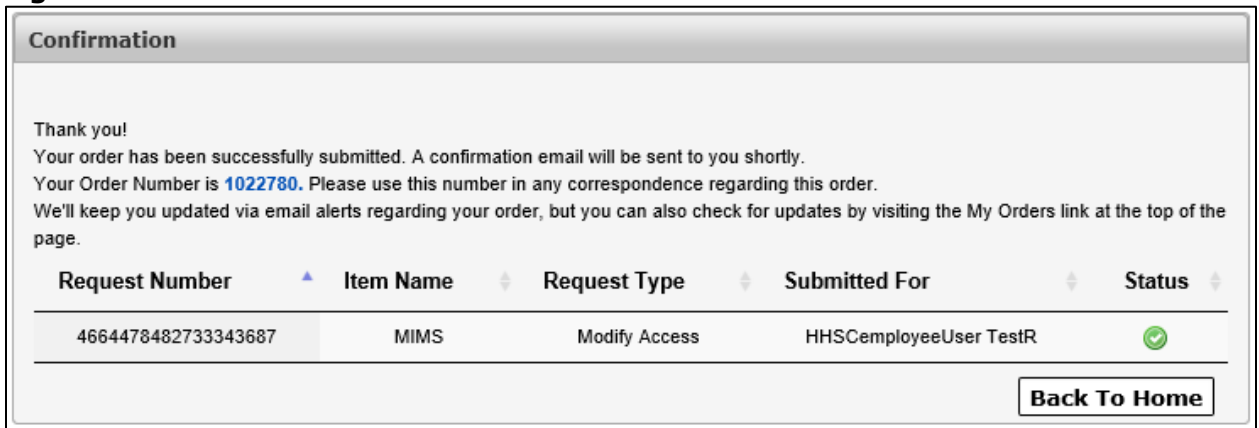 Confirmation
Thank you!
Your order has been successfully submitted. A confirmation email will be sent to you shortly.
Your Order Number is 1022780. Please use this number in any correspondence regarding this order.
We'll keep you updated via email alerts regarding your order, but you can also check for updates by visiting the My Orders link at the top of the
page.
Request Number Item Name Request Type Submitted For Status
4664478482733343687 MIMS Modify Access HHSCemployeeUser TestR
Back To Home